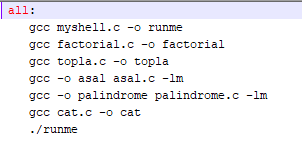 all:
gcc myshell.c -o runme
gcc factorial.c -o factorial
gcc topla.c -o topla
gcc -o asal asal.c -lm
gcc -o palindrome palindrome.c -lm
gcc cat.c -o cat
./runme